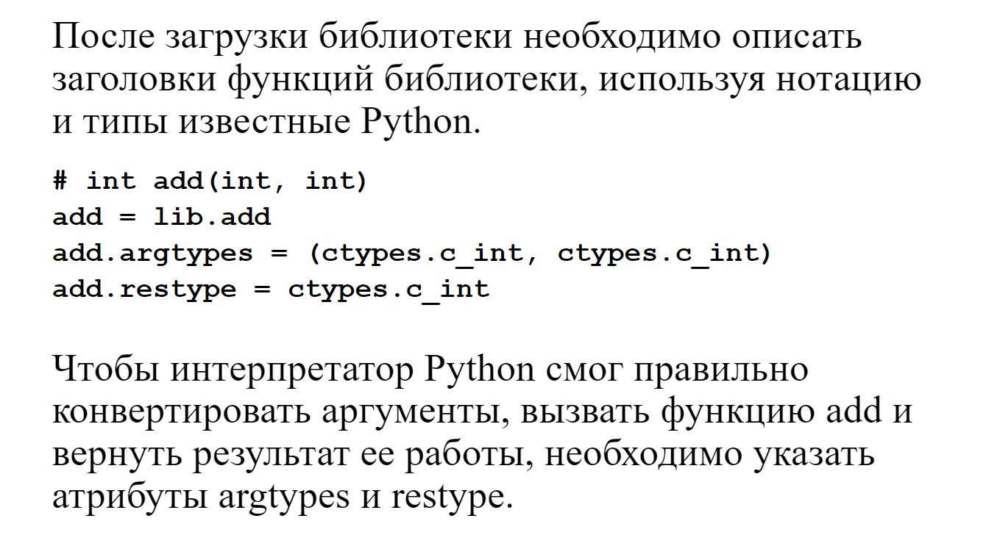 После загрузки библиотеки необходимо описать
заголовки функций библиотеки, используя нотацию
и типы известные Python.
# int add(int, int)
add = lib.add
add.argtypes = (ctypes.c_int, ctypes.c_int)
add.restype = ctypes.c_int
Чтобы интерпретатор Python смог правильно
конвертировать аргументы, вызвать функцию add и
вернуть результат ее работы, необходимо указать
атрибуты argtypes и restype.